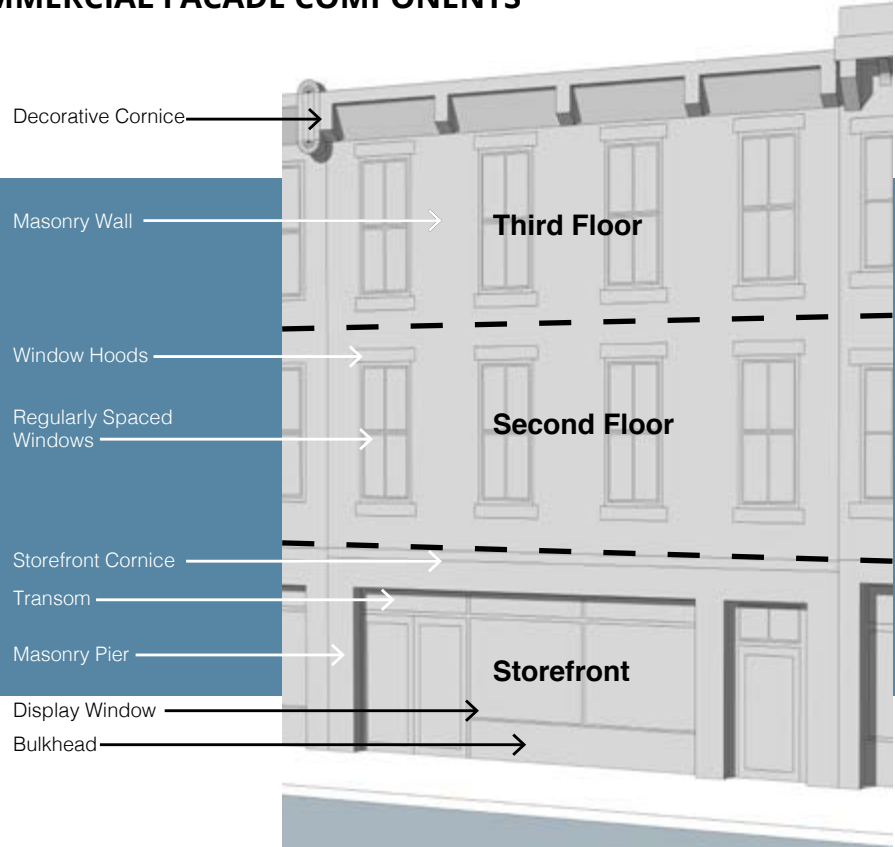 MMERCIAL FACADE COMPONENTS
Decorative Cornice
Masonry Wall
Third Floor
Window Hoods
Regularly Spaced
Windows
Second Floor
Storefront Cornice
Transom
Masonry Pier
Storefront
Display Window
Bulkhead